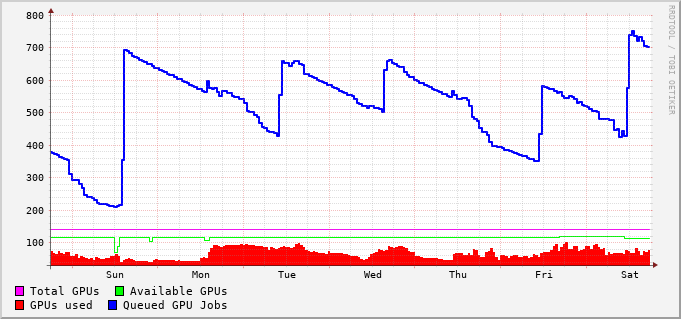 800
700
600
500
400
300
200
100
Sun Mon Tue Wed Thu Fri Sat
RRDTOOL / TOBI OETIKER
Total GPUs Available GPUs
GPUs used Queued GPU Jobs